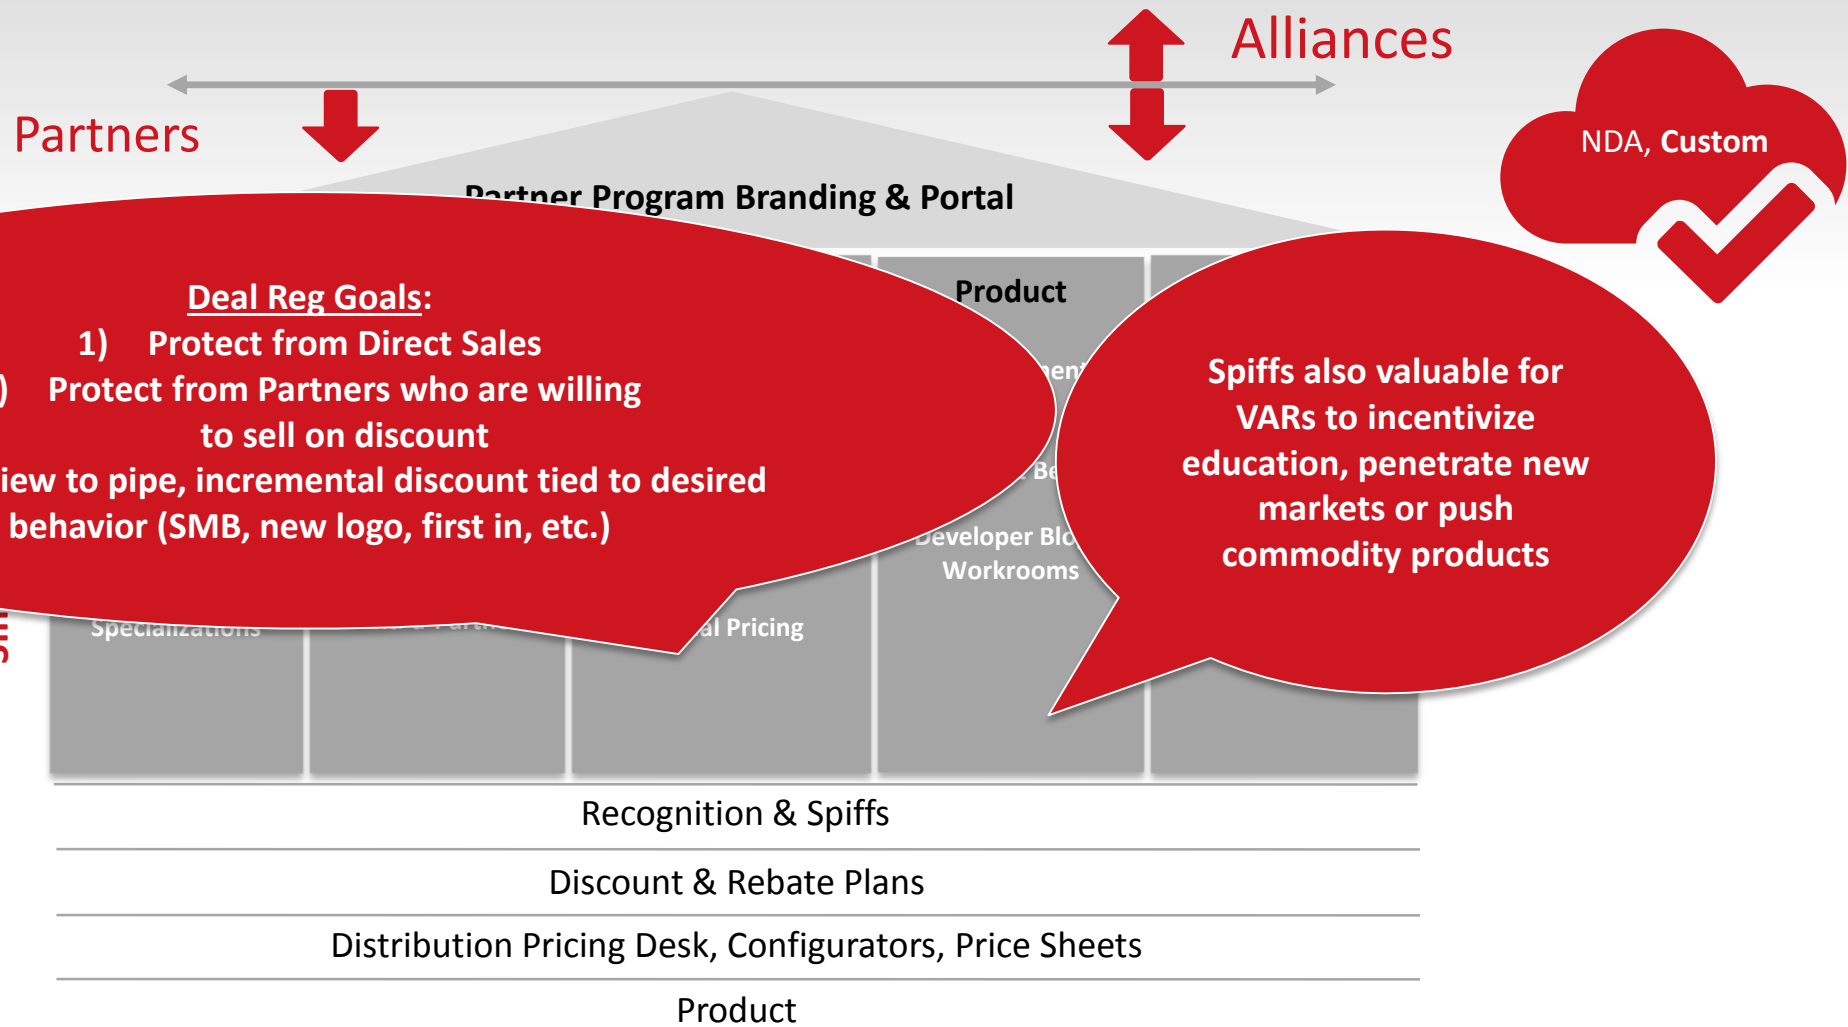 Alliances
Partners
NDA, Custom
Partner Program Branding & Portal
Product
Deal Reg Goals:
1) Protect from Direct Sales
) Protect from Partners who are willing
to sell on discount
iew to pipe, incremental discount tied to desired
behavior (SMB, new logo, first in, etc.)
Spiffs also valuable for
VARs to incentivize
education, penetrate new
markets or push
commodity products
Developer Blo
Workrooms
Specializations
al Pricing
Recognition & Spiffs
Discount & Rebate Plans
Distribution Pricing Desk, Configurators, Price Sheets
Product